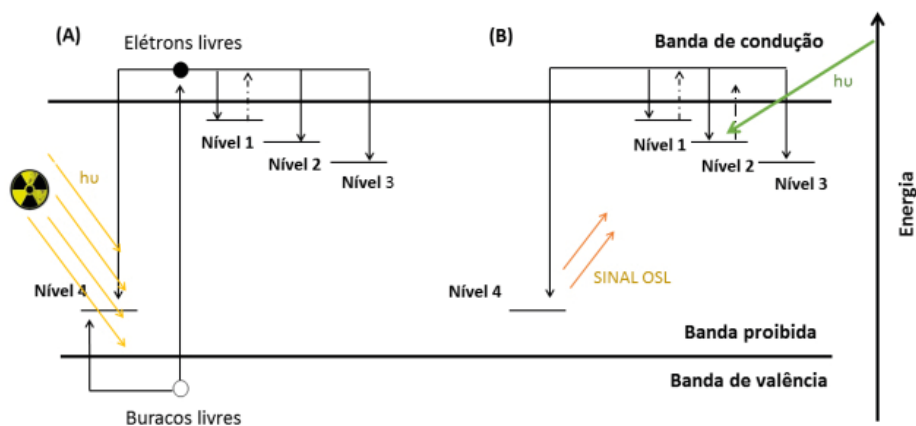 (A)
Elétrons livres
Nível 1
Nível 2
Nível 3
hυ
Nível 4
Buracos livres
(B)
Banda de condução
hυ
Nível 1
Nível 2
Nível 3
Nível 4
SINAL OSL
Banda proibida
Banda de valência
Energia